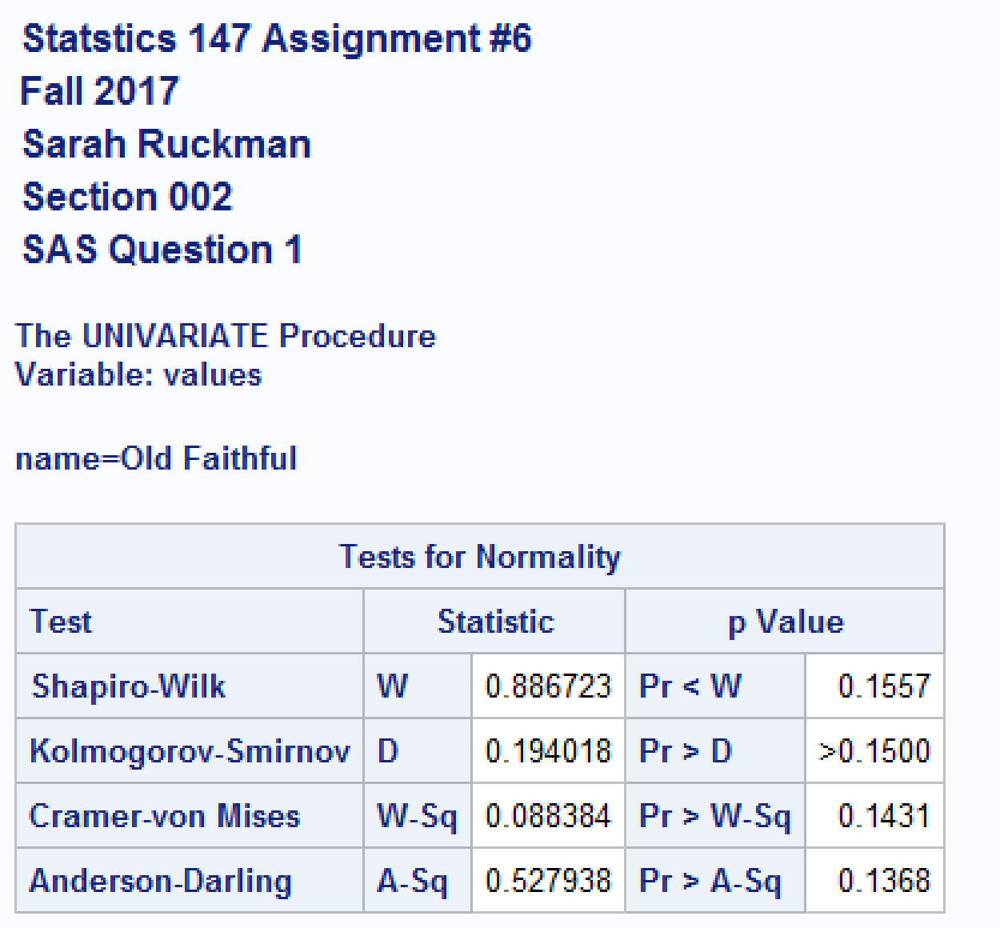 Statstics 147 Assignment #6
Fall 2017
Sarah Ruckman
Section 002
SAS Question 1
The UNIVARIATE Procedure
Variable: values
name=Old Faithful
Tests for Normality
Test Statistic p Value
Shapiro-Wilk W 0.886723 Pr < W 0.1557
Kolmogorov-Smirnov D 0.194018 Pr > D >0.1500
Cramer-von Mises W-Sq 0.088384 Pr > W-Sq 0.1431
Anderson-Darling A-Sq 0.527938 Pr > A-Sq 0.1368